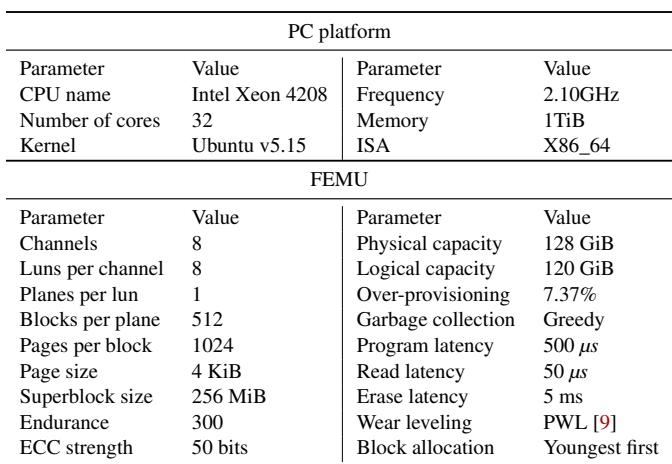 PC platform
Parameter Value Parameter Value
CPU name Intel Xeon 4208 Frequency 2.10GHz
Number of cores 32 Memory 1TiB
Kernel Ubuntu v5.15 ISA X86_64
FEMU
Parameter Value Parameter Value
Channels 8 Physical capacity 128 GiB
Luns per channel 8 Logical capacity 120 GiB
Planes per lun 1 Over-provisioning 7.37%
Blocks per plane 512 Garbage collection Greedy
Pages per block 1024 Program latency 500 μs
Page size 4 KiB Read latency 50 μs
Superblock size 256 MiB Erase latency 5 ms
Endurance 300 Wear leveling PWL [9]
ECC strength 50 bits Block allocation Youngest first